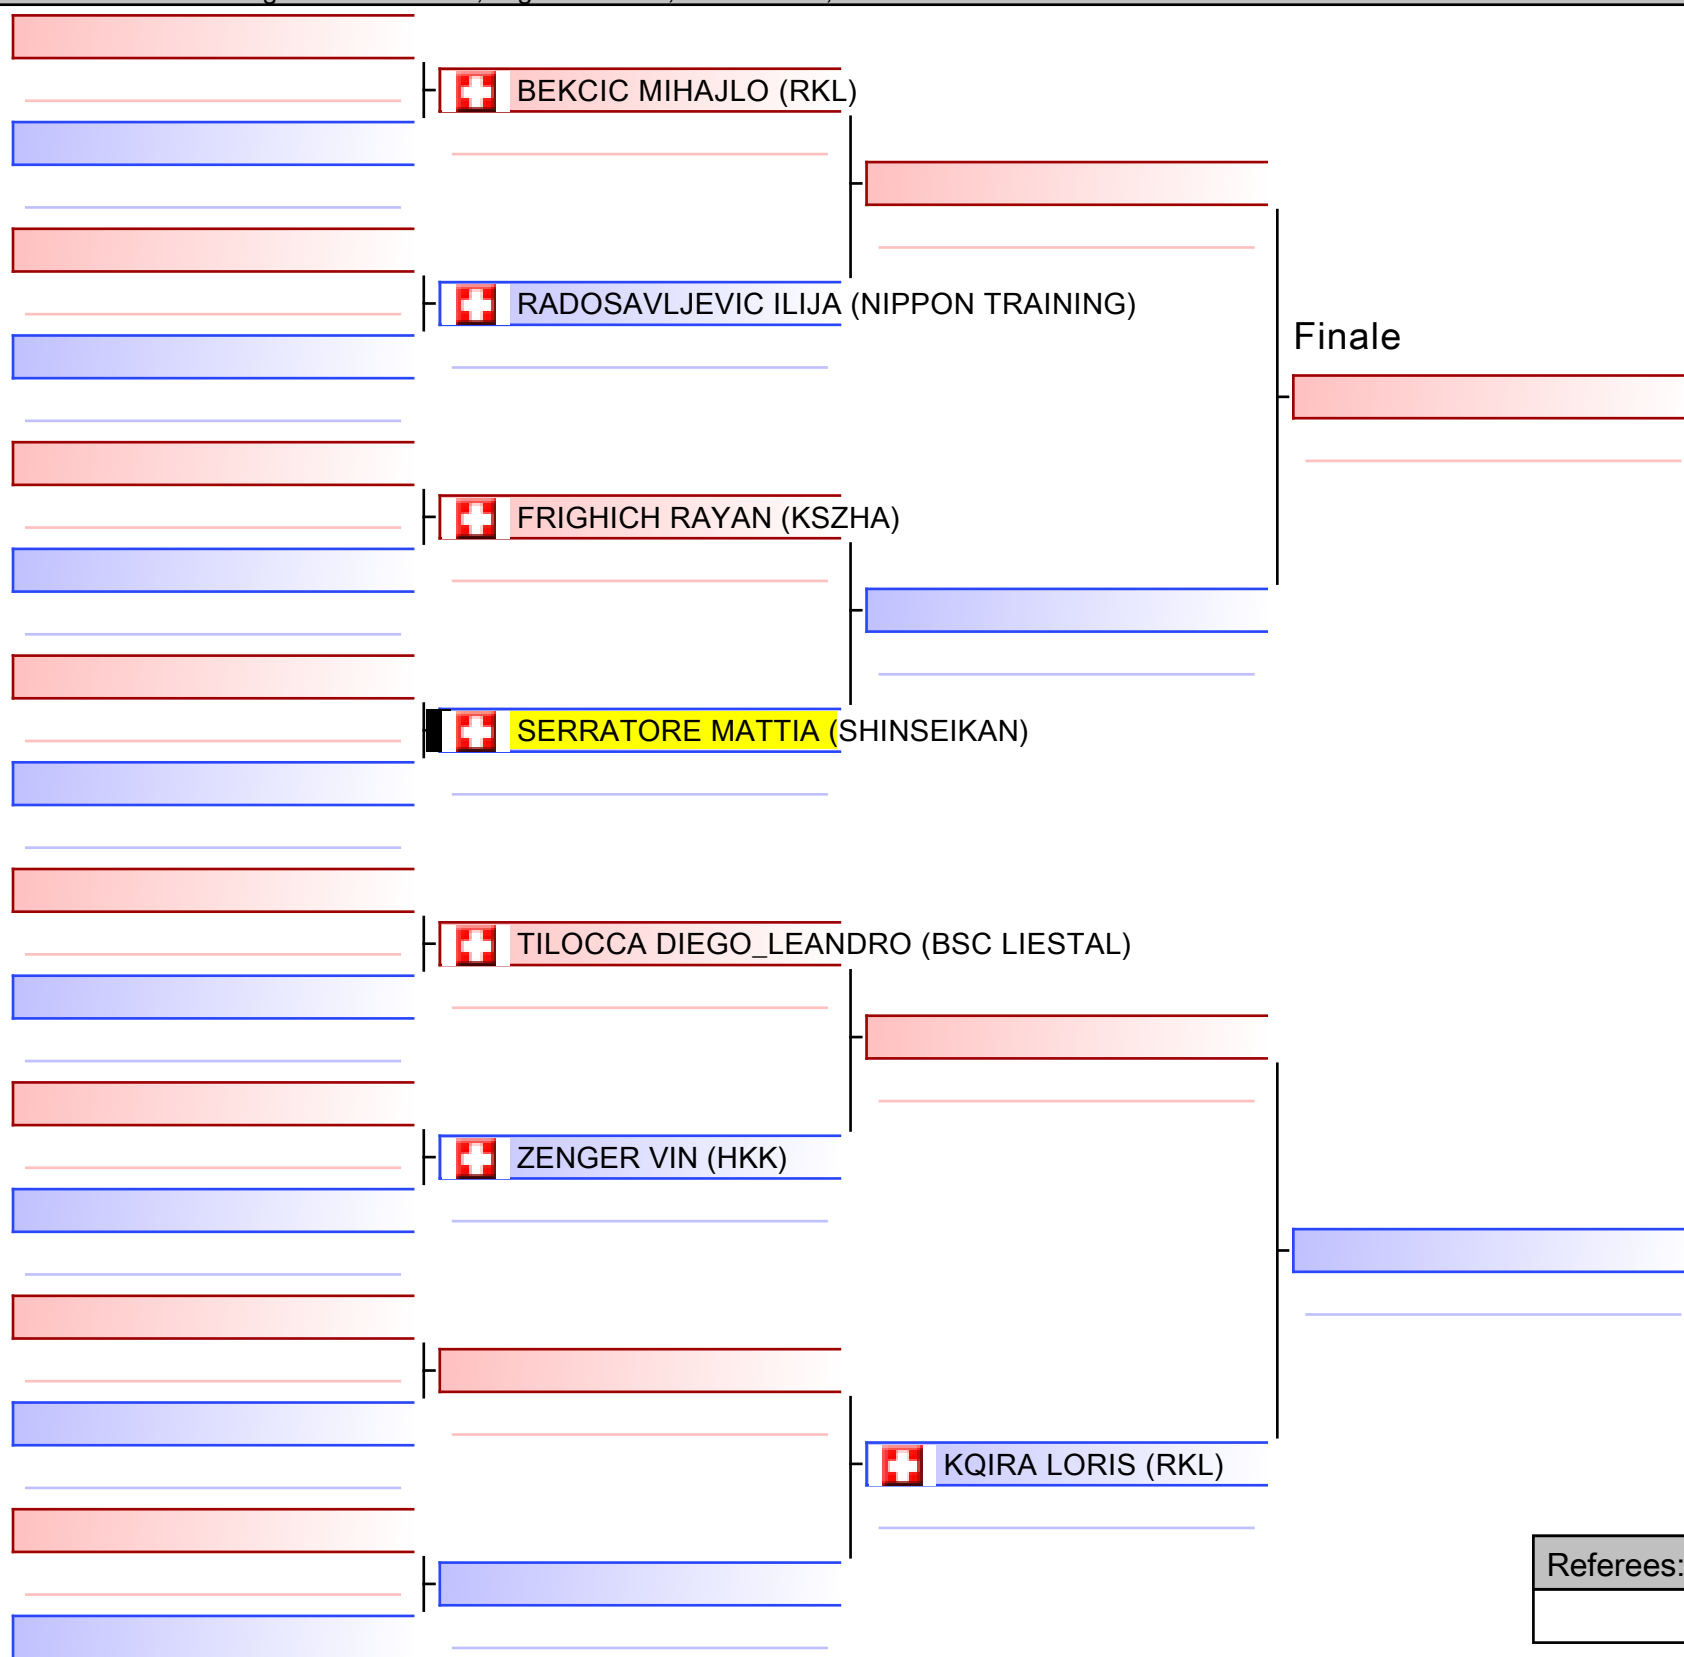 BEKCIC MIHAJLO (RKL)
RADOSAVLJEVIC ILIJA (NIPPON TRAINING)
Finale
FRIGHICH RAYAN (KSZHA)
SERRATORE MATTIA (SHINSEIKAN)
TILOCCA DIEGO_LEANDRO (BSC LIESTAL)
ZENGER VIN (HKK)
KQIRA LORIS (RKL)
Referees: